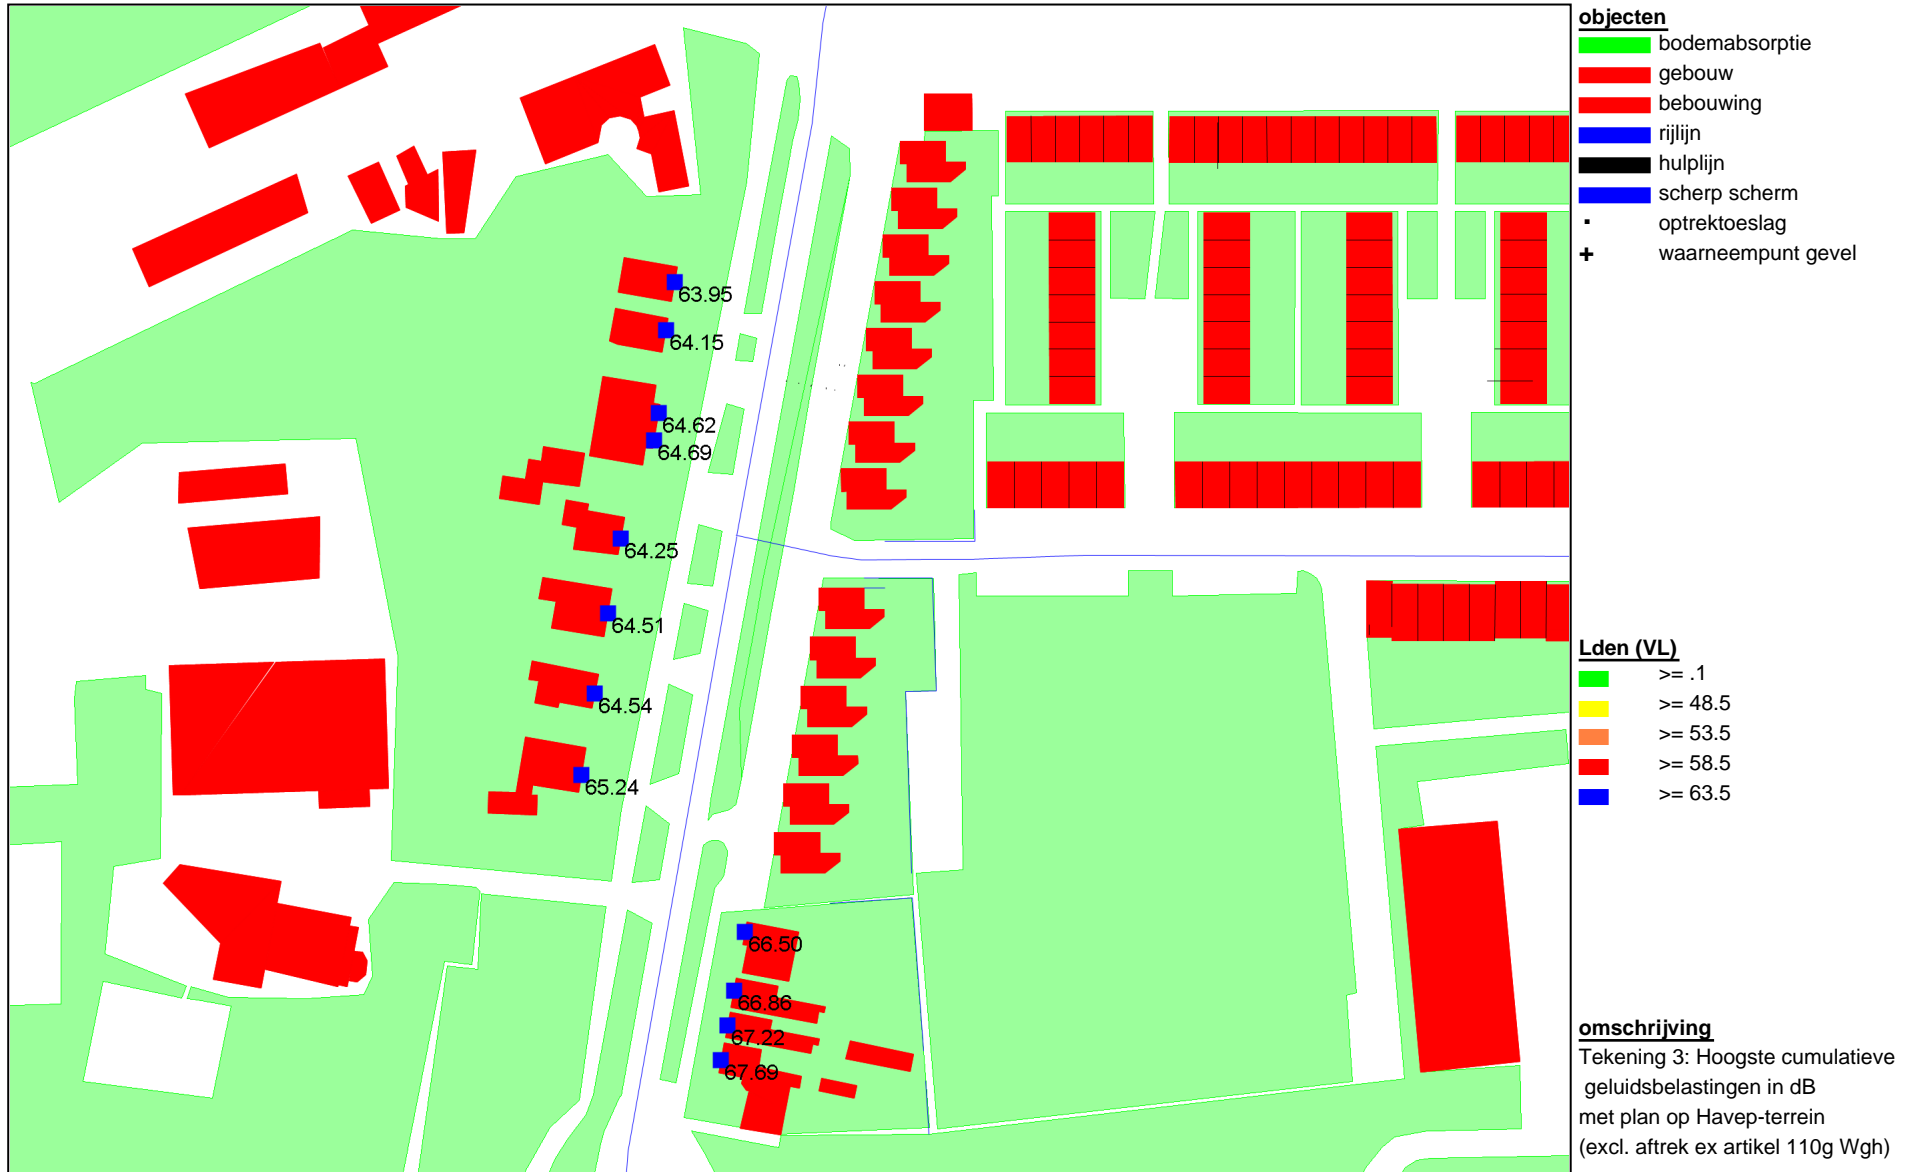 objecten
bodemabsorptie
gebouw
bebouwing
rijlijn
hulplijn
scherp scherm
optrektoeslag
waarneempunt gevel
63.95
64.15
64.62
64.69
64.25
64.51
64.54
65.24
66.50
66.86
67.22
67.69
Lden (VL)
>= .1
>= 48.5
>= 53.5
>= 58.5
>= 63.5
omschrijving
Tekening 3: Hoogste cumulatieve
geluidsbelastingen in dB
met plan op Havep-terrein
(excl. aftrek ex artikel 110g Wgh)